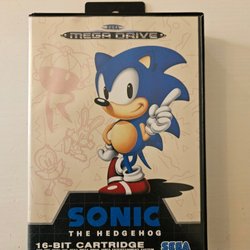 SEGA
MEGA DRIVE
SONIC
THE HEDGEHOG
16-BIT CARTRIDGE
SEGA